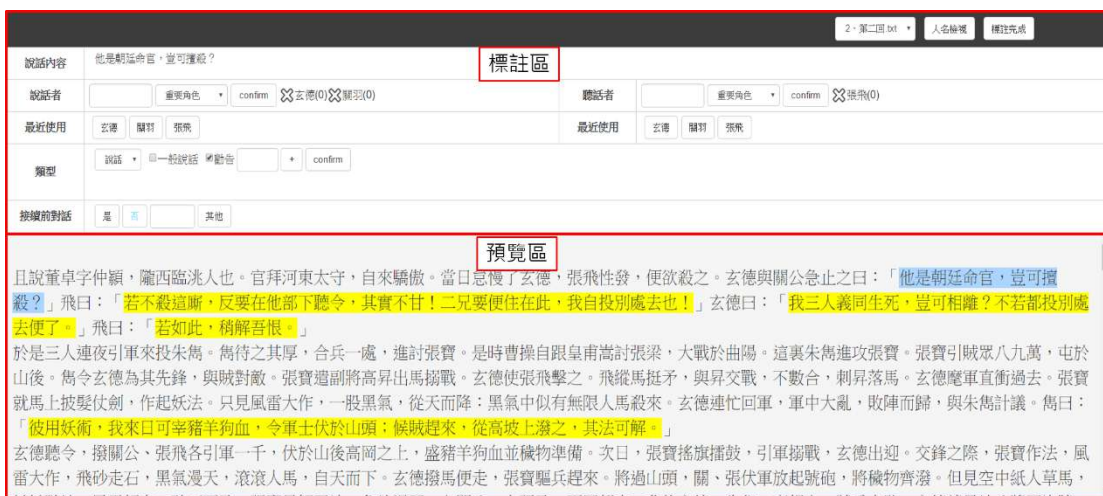 2、第二回.txt 人名檢視 標註完成
說話內容 他是朝廷命官，豈可擅殺？
標註區
說話者 重要角色 confirm 玄德(0) 關羽(0) 聽話者 重要角色 confirm 張飛(0)
最近使用 玄德 關羽 張飛 最近使用 玄德 關羽 張飛
類型 說話 一般說話 勸告 + confirm
接續前對話 是 否 其他
預覽區
且說董卓字仲穎，隴西臨洮人也。官拜河東太守，自來驕傲。當日怠慢了玄德，張飛性發，便欲殺之。玄德與關公急止之曰：「他是朝廷命官，豈可擅
殺？」飛曰：「若不殺這廝，反要在他部下聽令，其實不甘！二兄要便住在此，我自投別處去也！」玄德曰：「我三人義同生死，豈可相離？不若都投別處
去便了。」飛曰：「若如此，稍解吾恨。」
於是三人連夜引軍來投朱雋。雋待之甚厚，合兵一處，進討張寶。是時曹操自跟皇甫嵩討張梁，大戰於曲陽。這裏朱雋進攻張寶。張寶引賊眾八九萬，屯於
山後。雋令玄德為其先鋒，與賊對敵。張寶遣副將高昇出馬搦戰。玄德使張飛擊之。飛縱馬挺矛，與昇交戰，不數合，刺昇落馬。玄德麾軍直衝過去。張寶
就馬上披髮仗劍，作起妖法。只見風雷大作，一股黑氣，從天而降：黑氣中似有無限人馬殺來。玄德連忙回軍，軍中大亂，敗陣而歸，與朱雋計議。雋曰：
「彼用妖術，我來日可宰豬羊狗血，令軍士伏於山頭；候賊趕來，從高坡上潑之，其法可解。」
玄德聽令，撥關公、張飛各引軍一千，伏於山後高岡之上，盛豬羊狗血並穢物準備。次日，張寶搖旗擂鼓，引軍搦戰，玄德出迎。交鋒之際，張寶作法，風
雷大作，飛砂走石，黑氣漫天，滾滾人馬，自天而下。玄德撥馬便走，張寶驅兵趕來。將過山頭，關、張伏軍放起號砲，將穢物齊潑。但見空中紙人草馬，